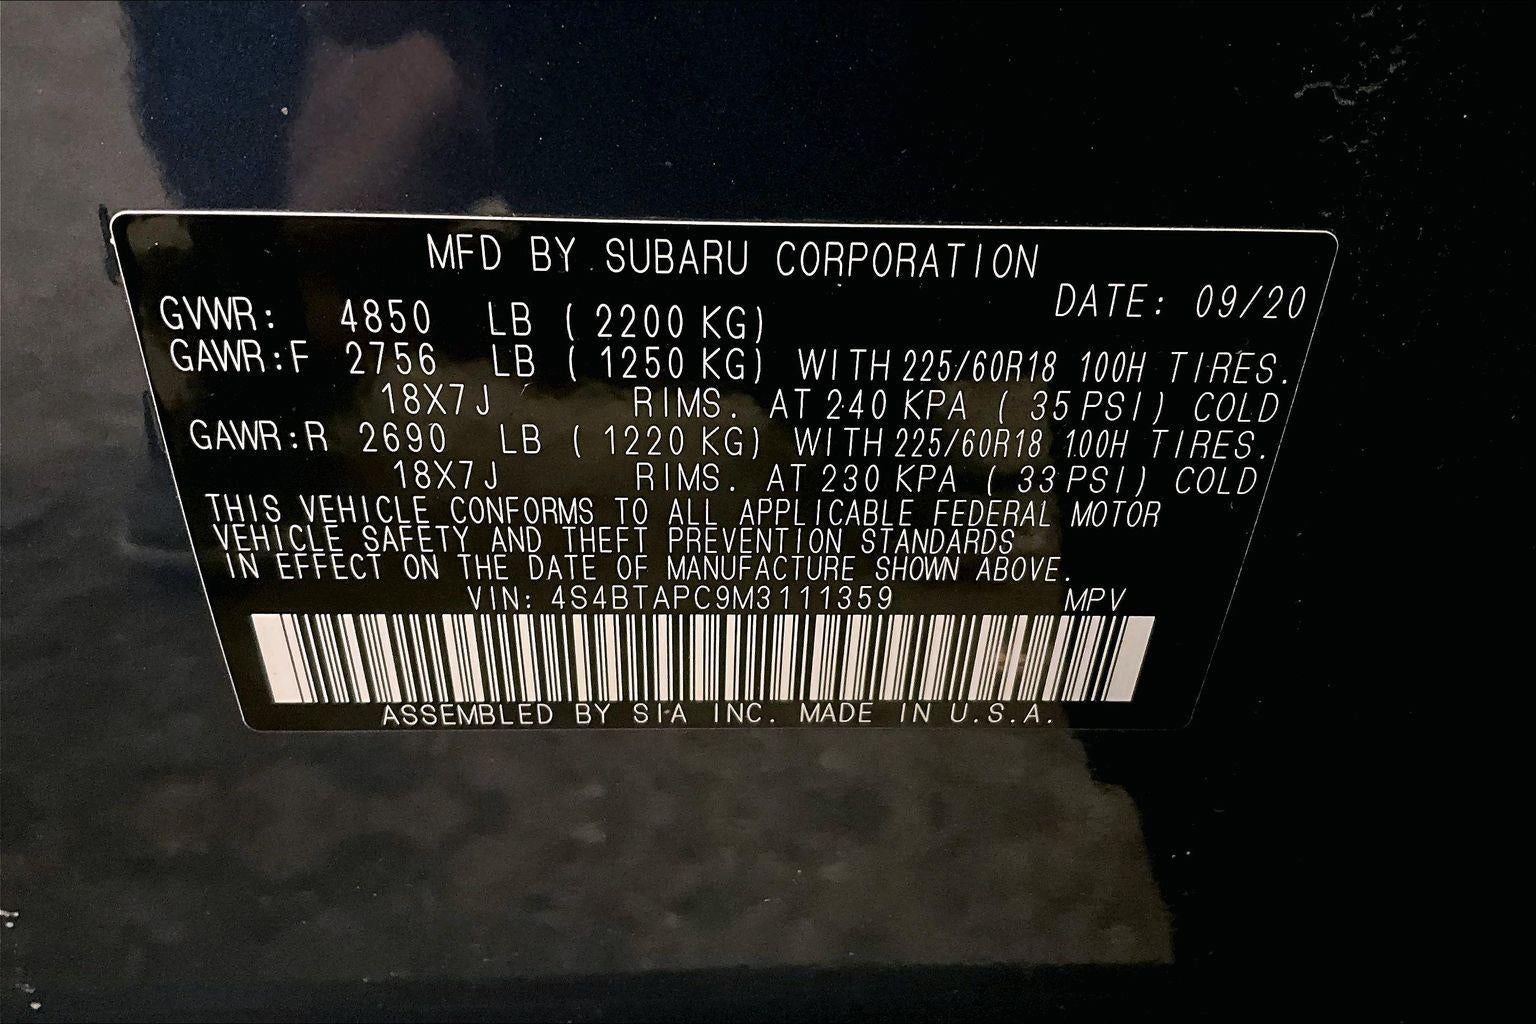 MFD BY SUBARU CORPORATION
DATE: 09/20
GVWR: 4850 LB ( 2200 KG)
GAWR:F 2756 LB ( 1250 KG) WITH 225/60R18 100H TIRES.
18X7J RIMS. AT 240 KPA ( 35 PSI) COLD
GAWR:R 2690 LB ( 1220 KG) WITH 225/60R18 100H TIRES.
18X7J RIMS. AT 230 KPA ( 33 PSI) COLD
THIS VEHICLE CONFORMS TO ALL APPLICABLE FEDERAL MOTOR
VEHICLE SAFETY AND THEFT PREVENTION STANDARDS
IN EFFECT ON THE DATE OF MANUFACTURE SHOWN ABOVE.
VIN: 4S4BTAPC9M3111359 MPV
ASSEMBLED BY SIA INC. MADE IN U.S.A.